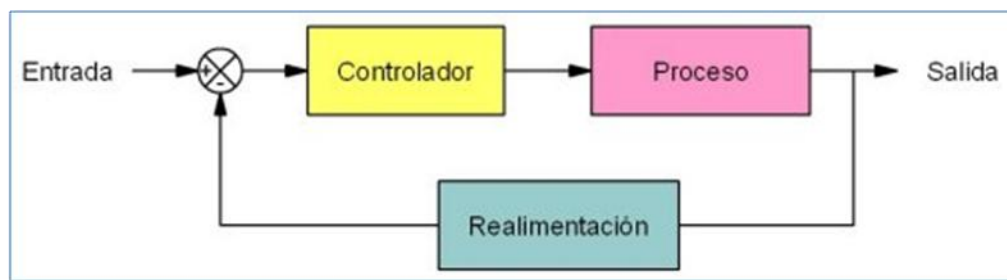 Entrada + - Controlador Proceso Salida
Realimentación